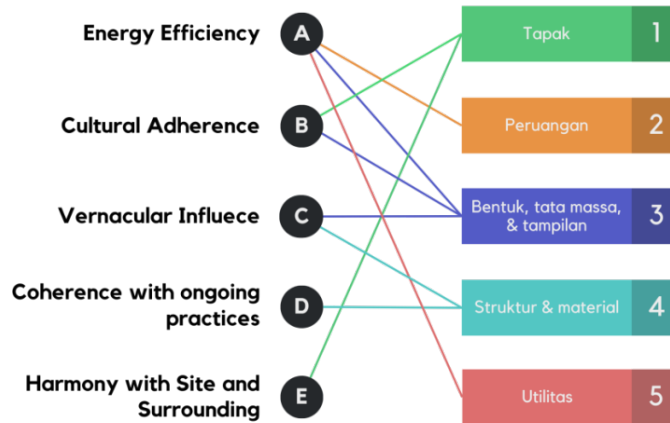 Energy Efficiency
A
Tapak
1
Cultural Adherence
B
Peruangan
2
Vernacular Influece
C
Bentuk, tata massa,
& tampilan
3
Coherence with ongoing
practices
D
Struktur & material
4
Harmony with Site and
Surrounding
E
Utilitas
5